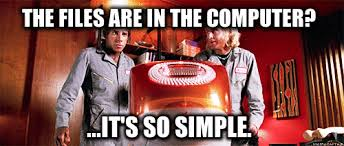 THE FILES ARE IN THE COMPUTER?
...IT'S SO SIMPLE.